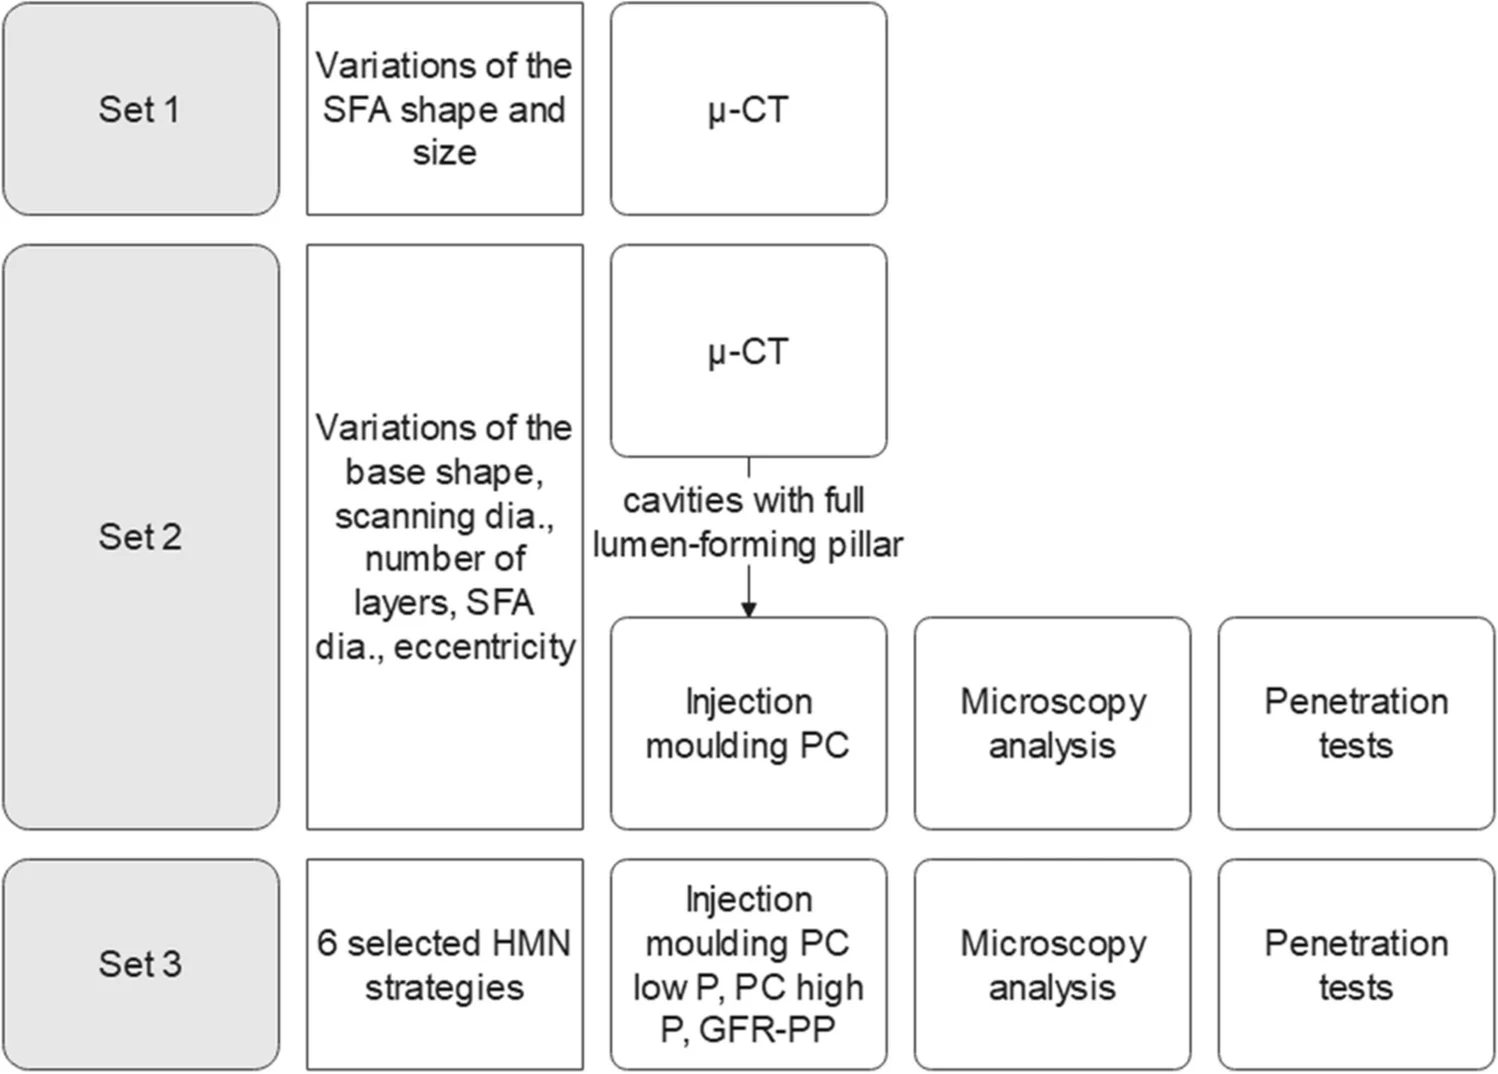 Set 1
Variations of the
SFA shape and
size
μ-CT
Set 2
Variations of the
base shape,
scanning dia.,
number of
layers, SFA
dia., eccentricity
μ-CT
cavities with full
lumen-forming pillar
Injection
moulding PC
Microscopy
analysis
Penetration
tests
Set 3
6 selected HMN
strategies
Injection
moulding PC
low P, PC high
P, GFR-PP
Microscopy
analysis
Penetration
tests